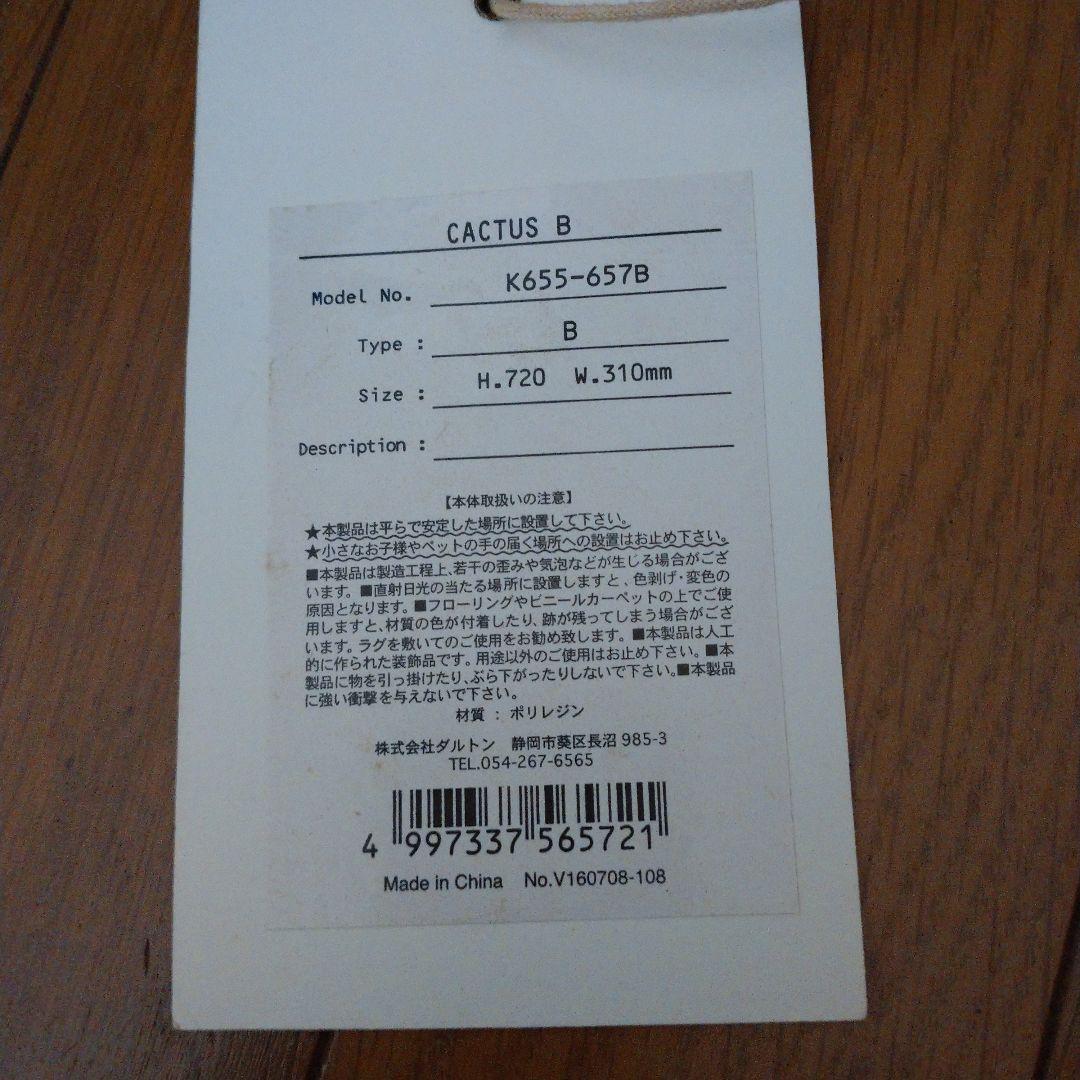 CACTUS B
Model No. K655-657B
Type : B
Size : H.720 W.310mm
Description :
【本体取扱いの注意】
★本製品は平らで安定した場所に設置して下さい。
★小さなお子様やペットの手の届く場所への設置はお止め下さい。
■本製品は製造工程上、若干の歪みや気泡などが生じる場合がござ
います。■直射日光の当たる場所に設置しますと、色剥げ・変色の
原因となります。■フローリングやビニールカーペットの上でご使
用しますと、材質の色が付着したり、跡が残ってしまう場合がござ
います。ラグを敷いてのご使用をお勧め致します。■本製品は人工
的に作られた装飾品です。用途以外のご使用はお止め下さい。■本
製品に物を引っ掛けたり、ぶら下がったりしないで下さい。■本製品
に強い衝撃を与えないで下さい。
材質 : ポリレジン
株式会社ダルトン 静岡市葵区長沼 985-3
TEL.054-267-6565
4 997337 565721
Made in China No.V160708-108